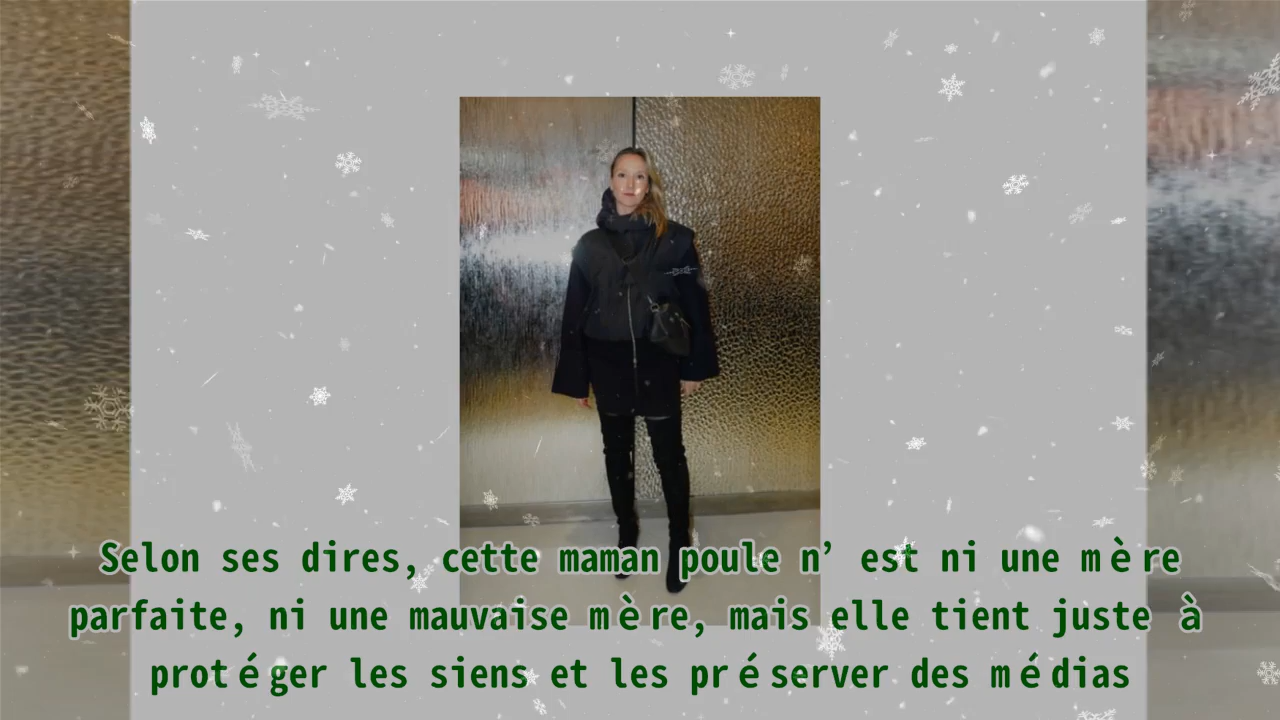 Selon ses dires, cette maman poule n’ est ni une mère
parfaite, ni une mauvaise mère, mais elle tient juste à
protéger les siens et les préserver des médias